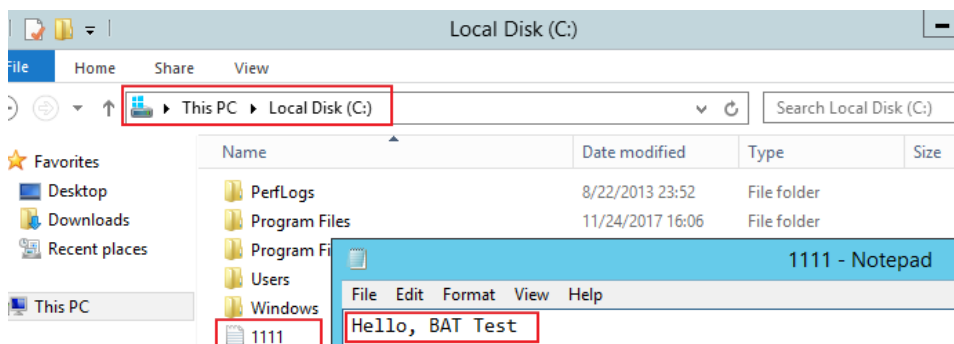 Local Disk (C:)
File Home Share View
This PC Local Disk (C:) Search Local Disk (C:)
Favorites
Desktop
Downloads
Recent places
This PC
Name Date modified Type Size
PerfLogs 8/22/2013 23:52 File folder
Program Files 11/24/2017 16:06 File folder
Program Fi
Users
Windows
1111
1111 - Notepad
File Edit Format View Help
Hello, BAT Test